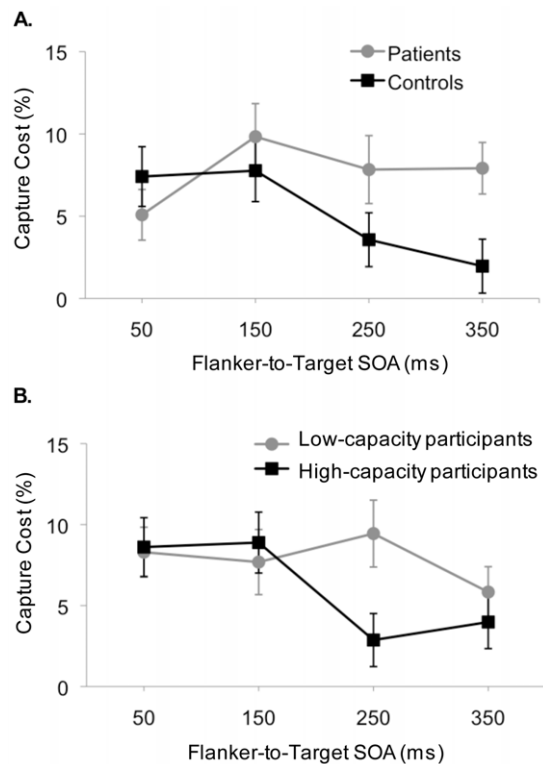 A.
Patients
Controls
15
10
5
0
Capture Cost (%)
50 150 250 350
Flanker-to-Target SOA (ms)
B.
Low-capacity participants
High-capacity participants
15
10
5
0
Capture Cost (%)
50 150 250 350
Flanker-to-Target SOA (ms)